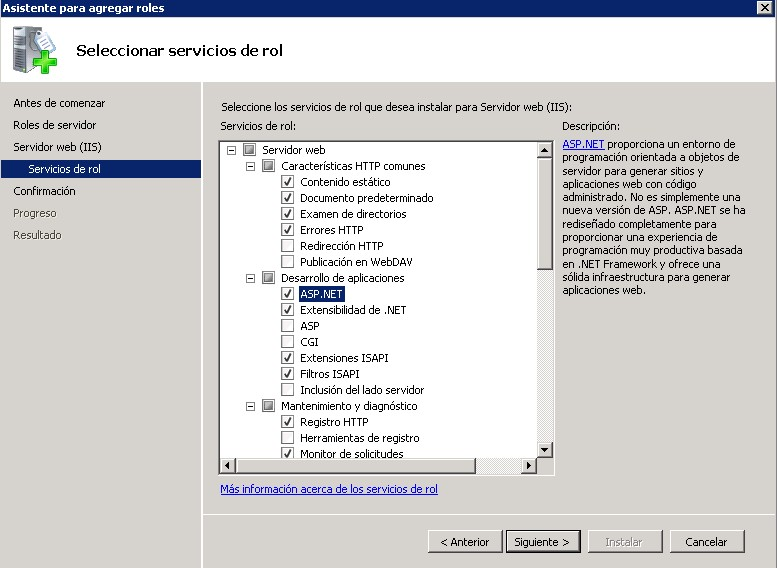 Asistente para agregar roles
Seleccionar servicios de rol
Antes de comenzar
Roles de servidor
Servidor web (IIS)
Servicios de rol
Confirmación
Progreso
Resultado
Seleccione los servicios de rol que desea instalar para Servidor web (IIS):
Servicios de rol:
Servidor web
Características HTTP comunes
Contenido estático
Documento predeterminado
Examen de directorios
Errores HTTP
Redirección HTTP
Publicación en WebDAV
Desarrollo de aplicaciones
ASP.NET
Extensibilidad de .NET
ASP
CGI
Extensiones ISAPI
Filtros ISAPI
Inclusión del lado servidor
Mantenimiento y diagnóstico
Registro HTTP
Herramientas de registro
Monitor de solicitudes
Más información acerca de los servicios de rol
Descripción:
ASP.NET proporciona un entorno de
programación orientada a objetos de
servidor para generar sitios y
aplicaciones web con código
administrado. No es simplemente una
nueva versión de ASP. ASP.NET se ha
rediseñado completamente para
proporcionar una experiencia de
programación muy productiva basada
en .NET Framework y ofrece una
sólida infraestructura para generar
aplicaciones web.
< Anterior
Siguiente >
Instalar
Cancelar